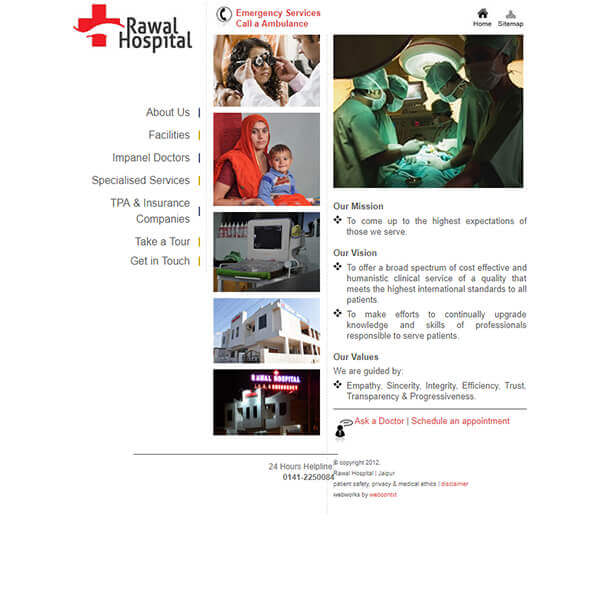 Rawal
Hospital
Emergency Services
Call a Ambulance
Home
Sitemap
About Us
Facilities
Impanel Doctors
Specialised Services
TPA & Insurance
Companies
Take a Tour
Get in Touch
RAWAL HOSPITAL
Our Mission
To come up to the highest expectations of
those we serve.
Our Vision
To offer a broad spectrum of cost effective and
humanistic clinical service of a quality that
meets the highest international standards to all
patients.
To make efforts to continually upgrade
knowledge and skills of professionals
responsible to serve patients.
Our Values
We are guided by:
Empathy, Sincerity, Integrity, Efficiency, Trust,
Transparency & Progressiveness.
Ask a Doctor | Schedule an appointment
24 Hours Helpline
0141-2250084
© copyright 2012.
Rawal Hospital | Jaipur
patient safety, privacy & medical ethics | disclaimer
webworks by webcontxt